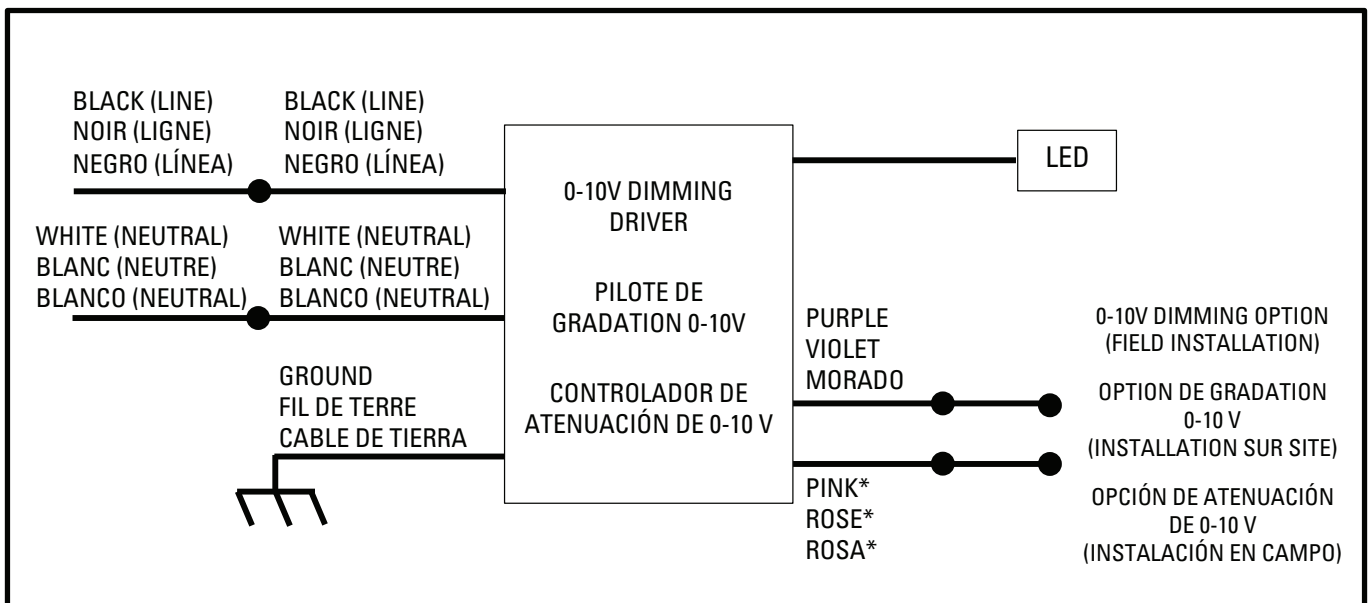 BLACK (LINE)
NOIR (LIGNE)
NEGRO (LÍNEA)
BLACK (LINE)
NOIR (LIGNE)
NEGRO (LÍNEA)
WHITE (NEUTRAL)
BLANC (NEUTRE)
BLANCO (NEUTRAL)
WHITE (NEUTRAL)
BLANC (NEUTRE)
BLANCO (NEUTRAL)
GROUND
FIL DE TERRE
CABLE DE TIERRA
0-10V DIMMING
DRIVER
PILOTE DE
GRADATION 0-10V
CONTROLADOR DE
ATENUACIÓN DE 0-10 V
LED
PURPLE
VIOLET
MORADO
PINK*
ROSE*
ROSA*
0-10V DIMMING OPTION
(FIELD INSTALLATION)
OPTION DE GRADATION
0-10 V
(INSTALLATION SUR SITE)
OPCIÓN DE ATENUACIÓN
DE 0-10 V
(INSTALACIÓN EN CAMPO)